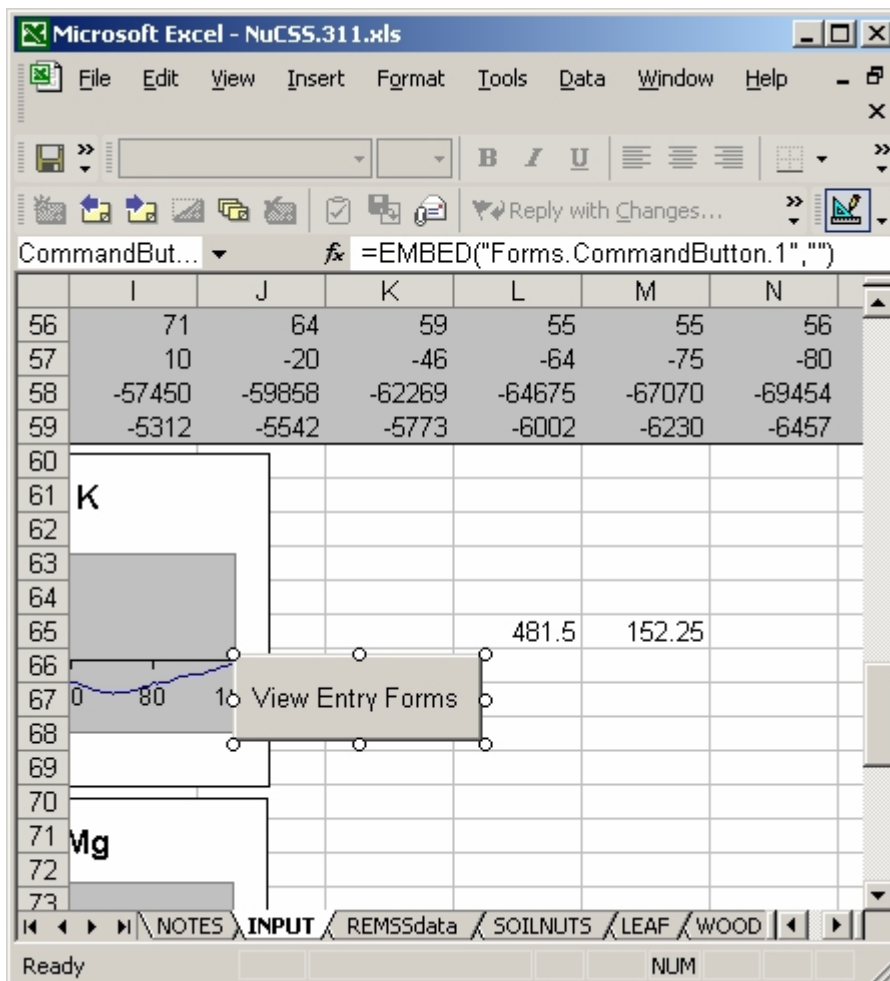 Microsoft Excel - NuCSS.311.xls
File Edit View Insert Format Tools Data Window Help
B I U
Reply with Changes...
CommandBut... fx =EMBED("Forms.CommandButton.1","")
I J K L M N
56 71 64 59 55 55 56
57 10 -20 -46 -64 -75 -80
58 -57450 -59858 -62269 -64675 -67070 -69454
59 -5312 -5542 -5773 -6002 -6230 -6457
60
61 K
62
63
64
65 481.5 152.25
66
67 0 80 1 View Entry Forms
68
69
70
71 Mg
72
73
NOTES INPUT REMSSdata SOILNUTS LEAF WOOD
Ready NUM